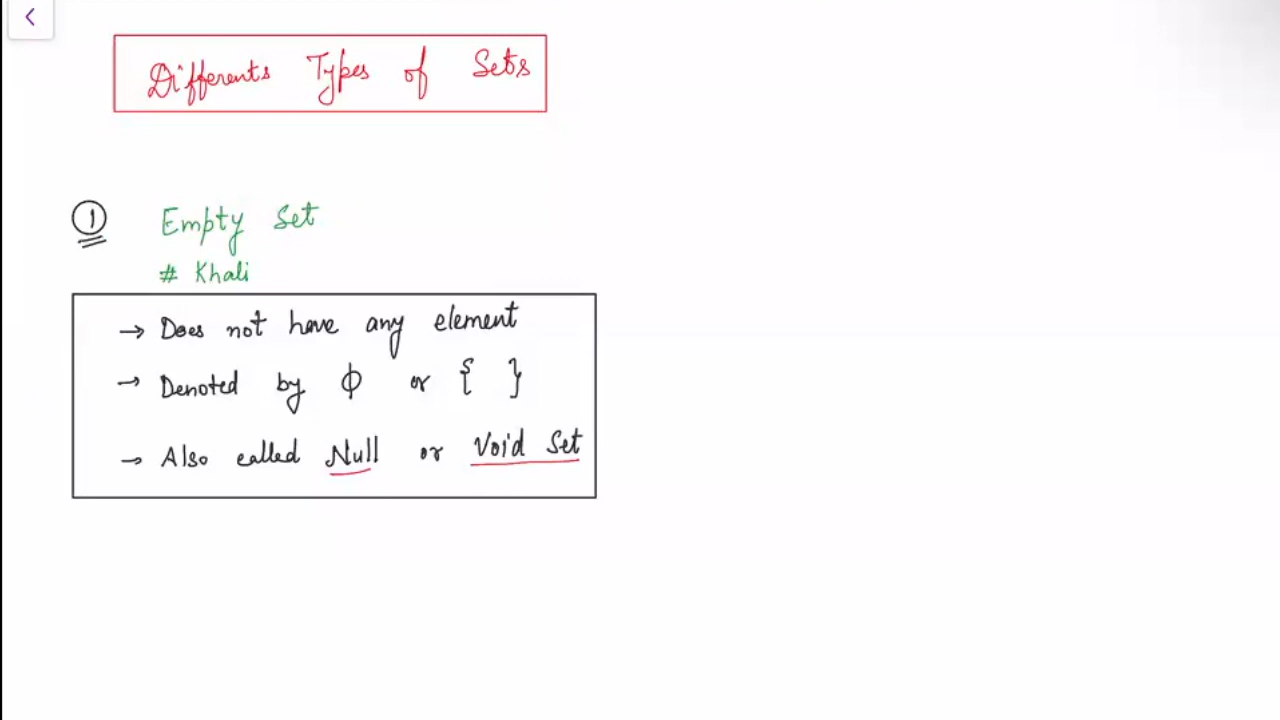 Differents Types of Sets
① Empty Set
# Khali
→ Does not have any element
→ Denoted by ϕ or { }
→ Also called Null or Void Set